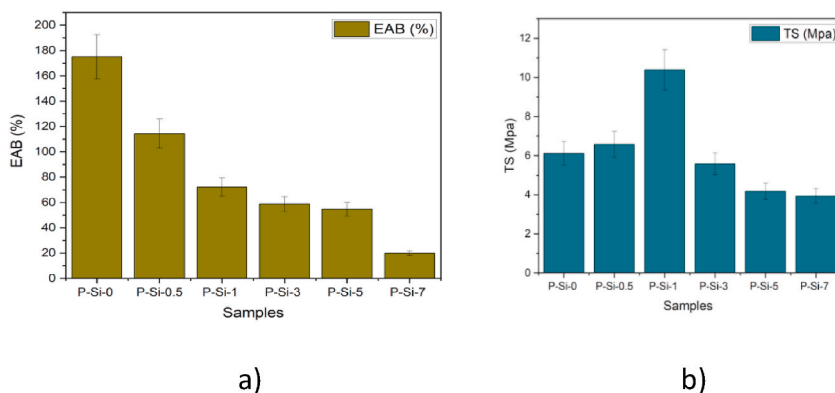 EAB (%)
200
180
160
140
120
100
80
60
40
20
0
EAB (%)
P-Si-0 P-Si-0.5 P-Si-1 P-Si-3 P-Si-5 P-Si-7
Samples
a)
TS (Mpa)
12
10
8
6
4
2
0
TS (Mpa)
P-Si-0 P-Si-0.5 P-Si-1 P-Si-3 P-Si-5 P-Si-7
Samples
b)